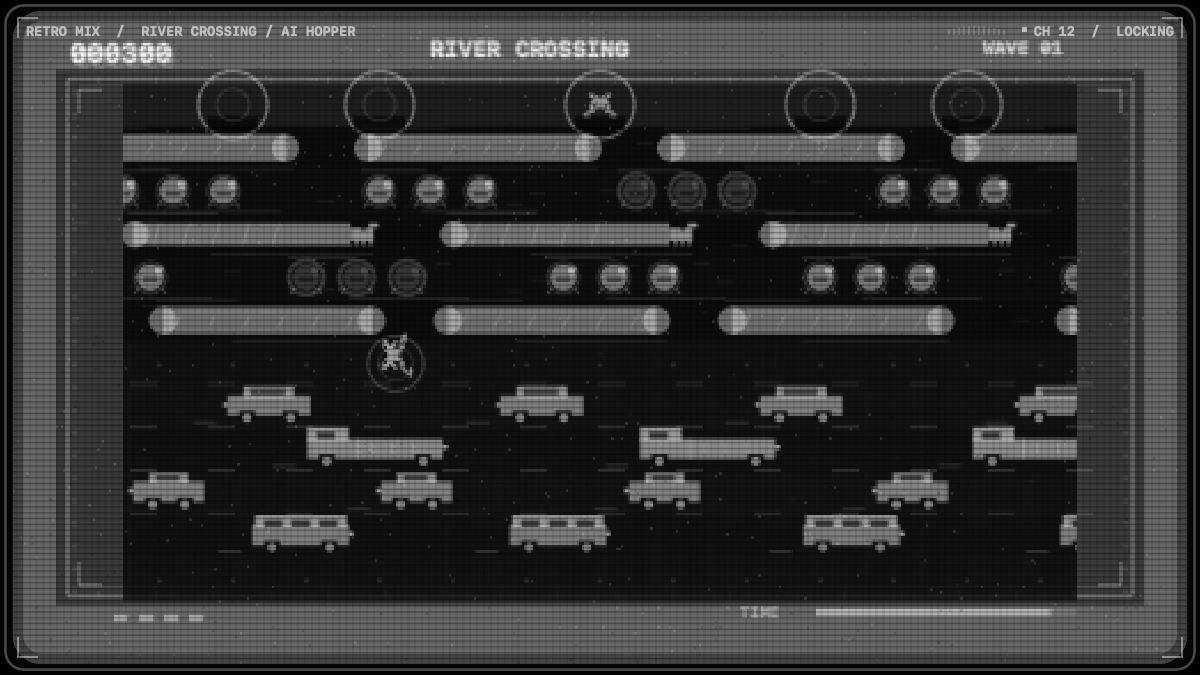 RETRO MIX / RIVER CROSSING / AI HOPPER
CH 12 / LOCKING
000300
RIVER CROSSING
WAVE 01
TIME